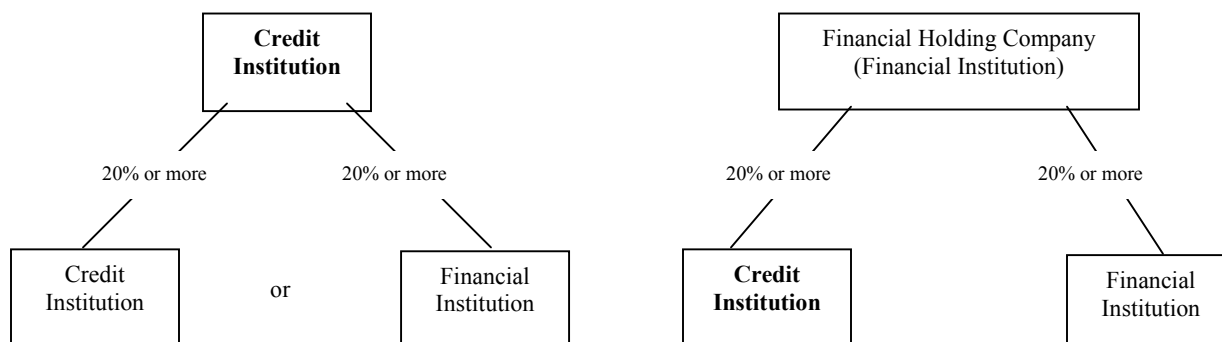 Credit
Institution
20% or more
20% or more
Credit
Institution
or
Financial
Institution
Financial Holding Company
(Financial Institution)
20% or more
20% or more
Credit
Institution
Financial
Institution